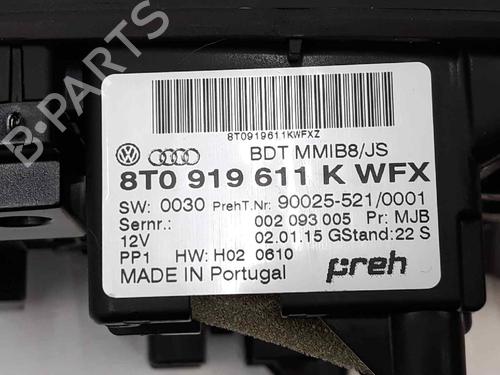 B-PARTS
8T0919611KWFXZ
BDT MMIB8/JS
8T0 919 611 K WFX
SW: 0030 PrehT.Nr: 90025-521/0001
Sernr.: 002 093 005 Pr: MJB
12V 02.01.15 GStand: 22 S
PP1 HW: H02 0610
MADE IN Portugal preh